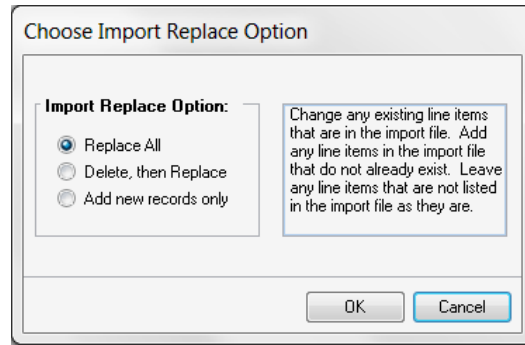 Choose Import Replace Option
Import Replace Option:
Replace All
Delete, then Replace
Add new records only
Change any existing line items
that are in the import file.  Add
any line items in the import file
that do not already exist.  Leave
any line items that are not listed
in the import file as they are.
OK
Cancel